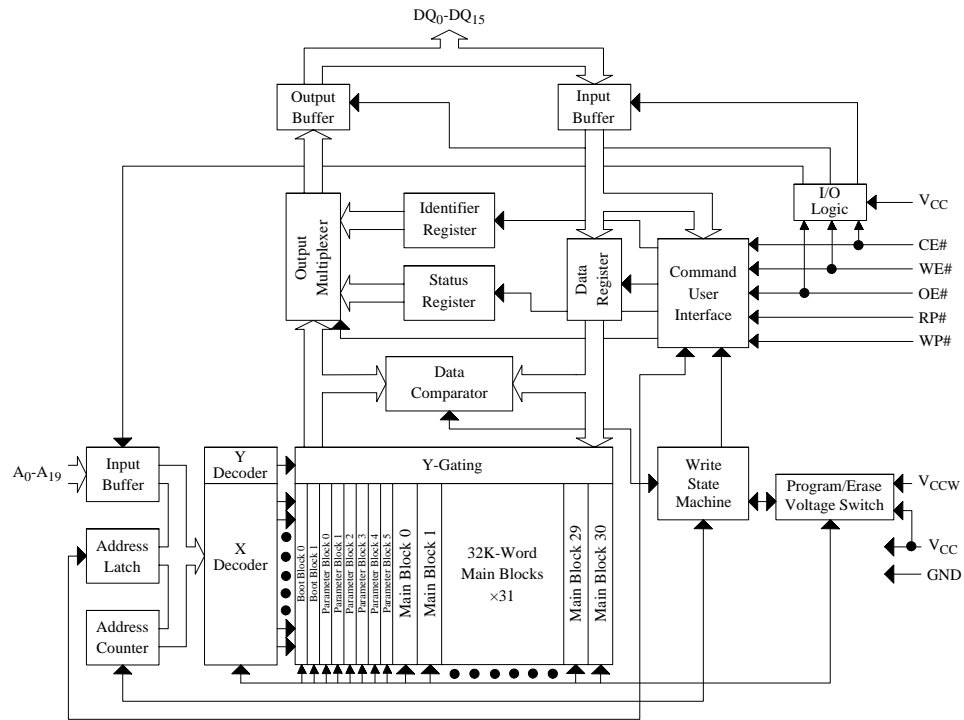 DQ0-DQ15
Output
Buffer
Input
Buffer
I/O
Logic
VCC
Output
Multiplexer
Identifier
Register
Status
Register
Data
Register
Command
User
Interface
CE#
WE#
OE#
RP#
WP#
Data
Comparator
A0-A19
Input
Buffer
Y
Decoder
Y-Gating
Write
State
Machine
Program/Erase
Voltage Switch
VCCW
VCC
GND
Address
Latch
X
Decoder
Boot Block 0
Boot Block 1
Parameter Block 0
Parameter Block 1
Parameter Block 2
Parameter Block 3
Parameter Block 4
Parameter Block 5
Main Block 0
Main Block 1
32K-Word
Main Blocks
×31
Main Block 29
Main Block 30
Address
Counter